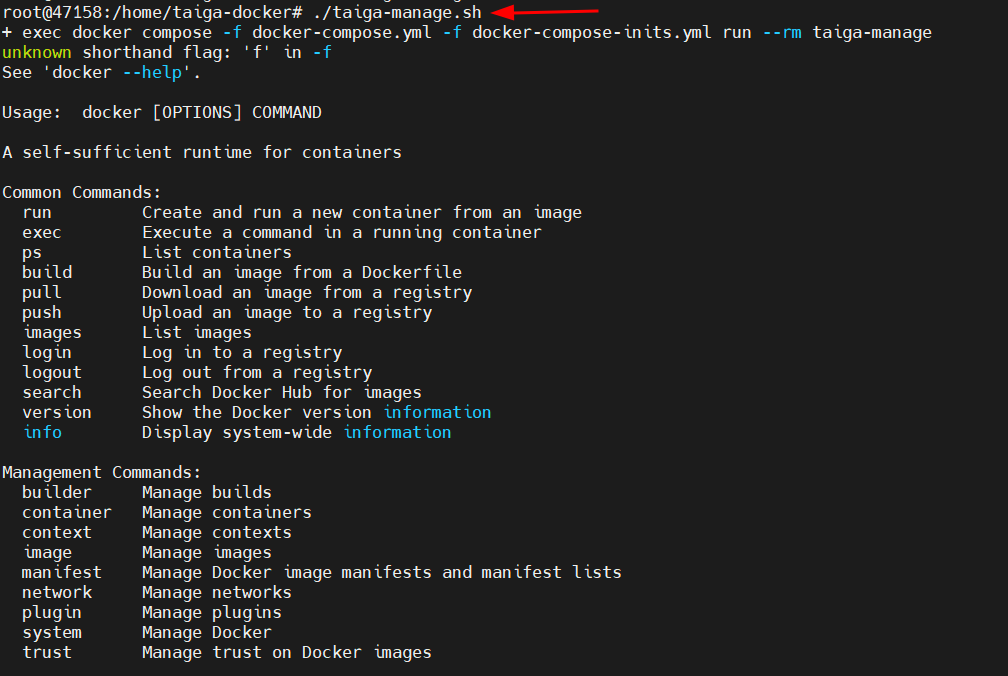 root@47158:/home/taiga-docker# ./taiga-manage.sh
+ exec docker compose -f docker-compose.yml -f docker-compose-inits.yml run --rm taiga-manage
unknown shorthand flag: 'f' in -f
See 'docker --help'.

Usage:  docker [OPTIONS] COMMAND

A self-sufficient runtime for containers

Common Commands:
  run         Create and run a new container from an image
  exec        Execute a command in a running container
  ps          List containers
  build       Build an image from a Dockerfile
  pull        Download an image from a registry
  push        Upload an image to a registry
  images      List images
  login       Log in to a registry
  logout      Log out from a registry
  search      Search Docker Hub for images
  version     Show the Docker version information
  info        Display system-wide information

Management Commands:
  builder     Manage builds
  container   Manage containers
  context     Manage contexts
  image       Manage images
  manifest    Manage Docker image manifests and manifest lists
  network     Manage networks
  plugin      Manage plugins
  system      Manage Docker
  trust       Manage trust on Docker images